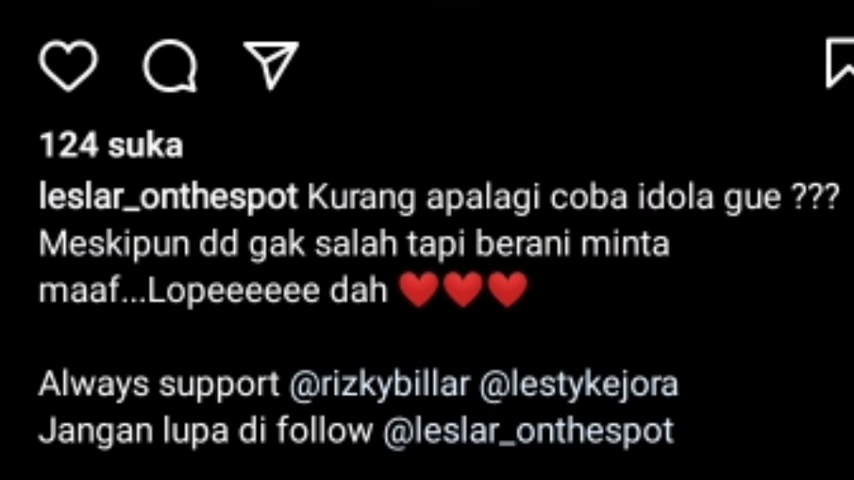 124 suka
leslar_onthespot Kurang apalagi coba idola gue ???
Meskipun dd gak salah tapi berani minta
maaf...Lopeeeeee dah ❤️❤️❤️
Always support @rizkybillar @lestykejora
Jangan lupa di follow @leslar_onthespot